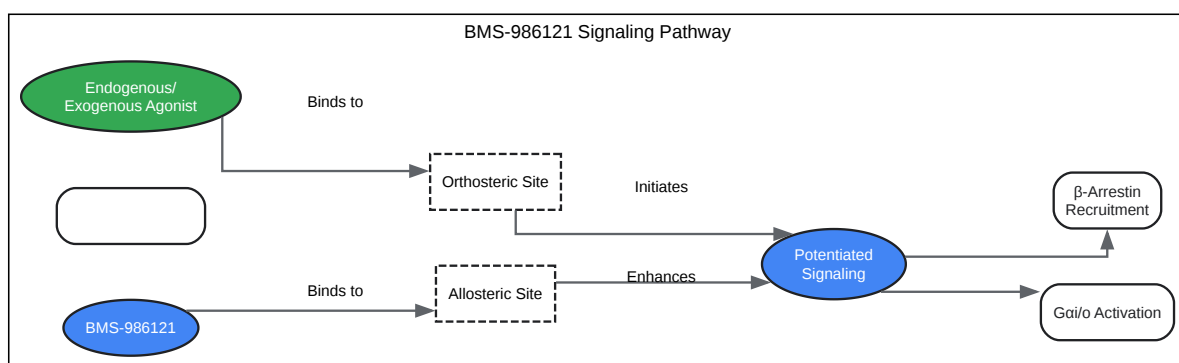 BMS-986121 Signaling Pathway
Endogenous/
Exogenous Agonist
Binds to
Orthosteric Site
Initiates
β-Arrestin
Recruitment
Potentiated
Signaling
Enhances
Binds to
Allosteric Site
Gαi/o Activation
BMS-986121